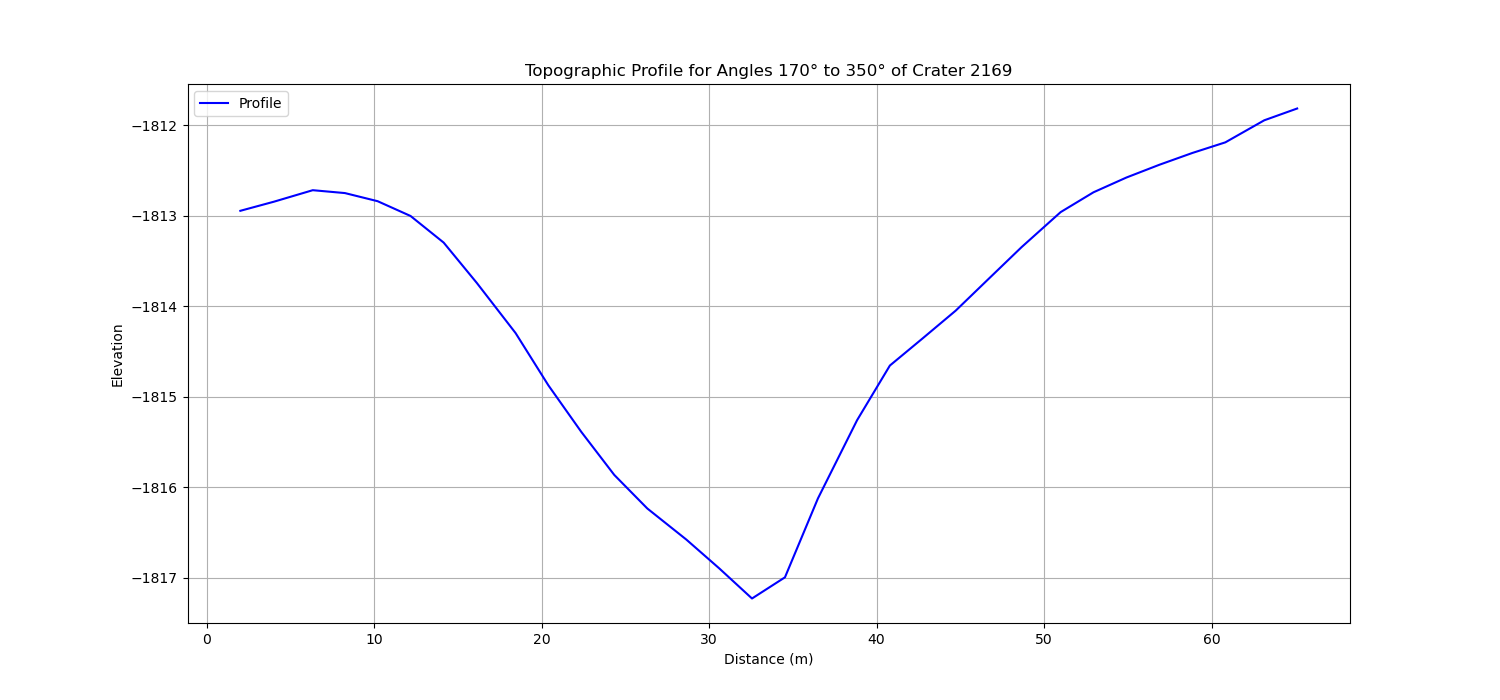 Topographic Profile for Angles 170° to 350° of Crater 2169
Profile
−1812
−1813
−1814
−1815
−1816
−1817
Elevation
0 10 20 30 40 50 60
Distance (m)